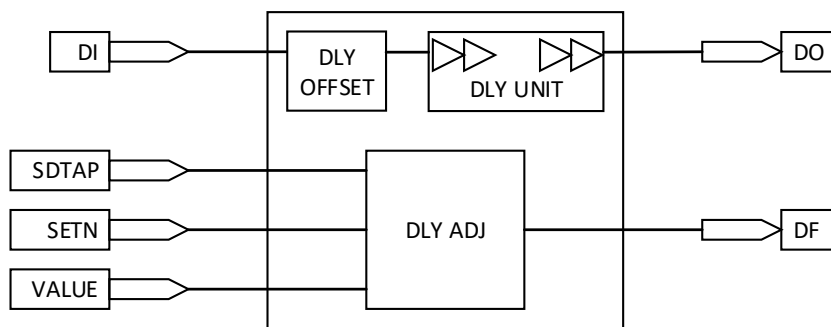 DI
DLY
OFFSET
DLY UNIT
DO
SDTAP
SETN
DLY ADJ
DF
VALUE